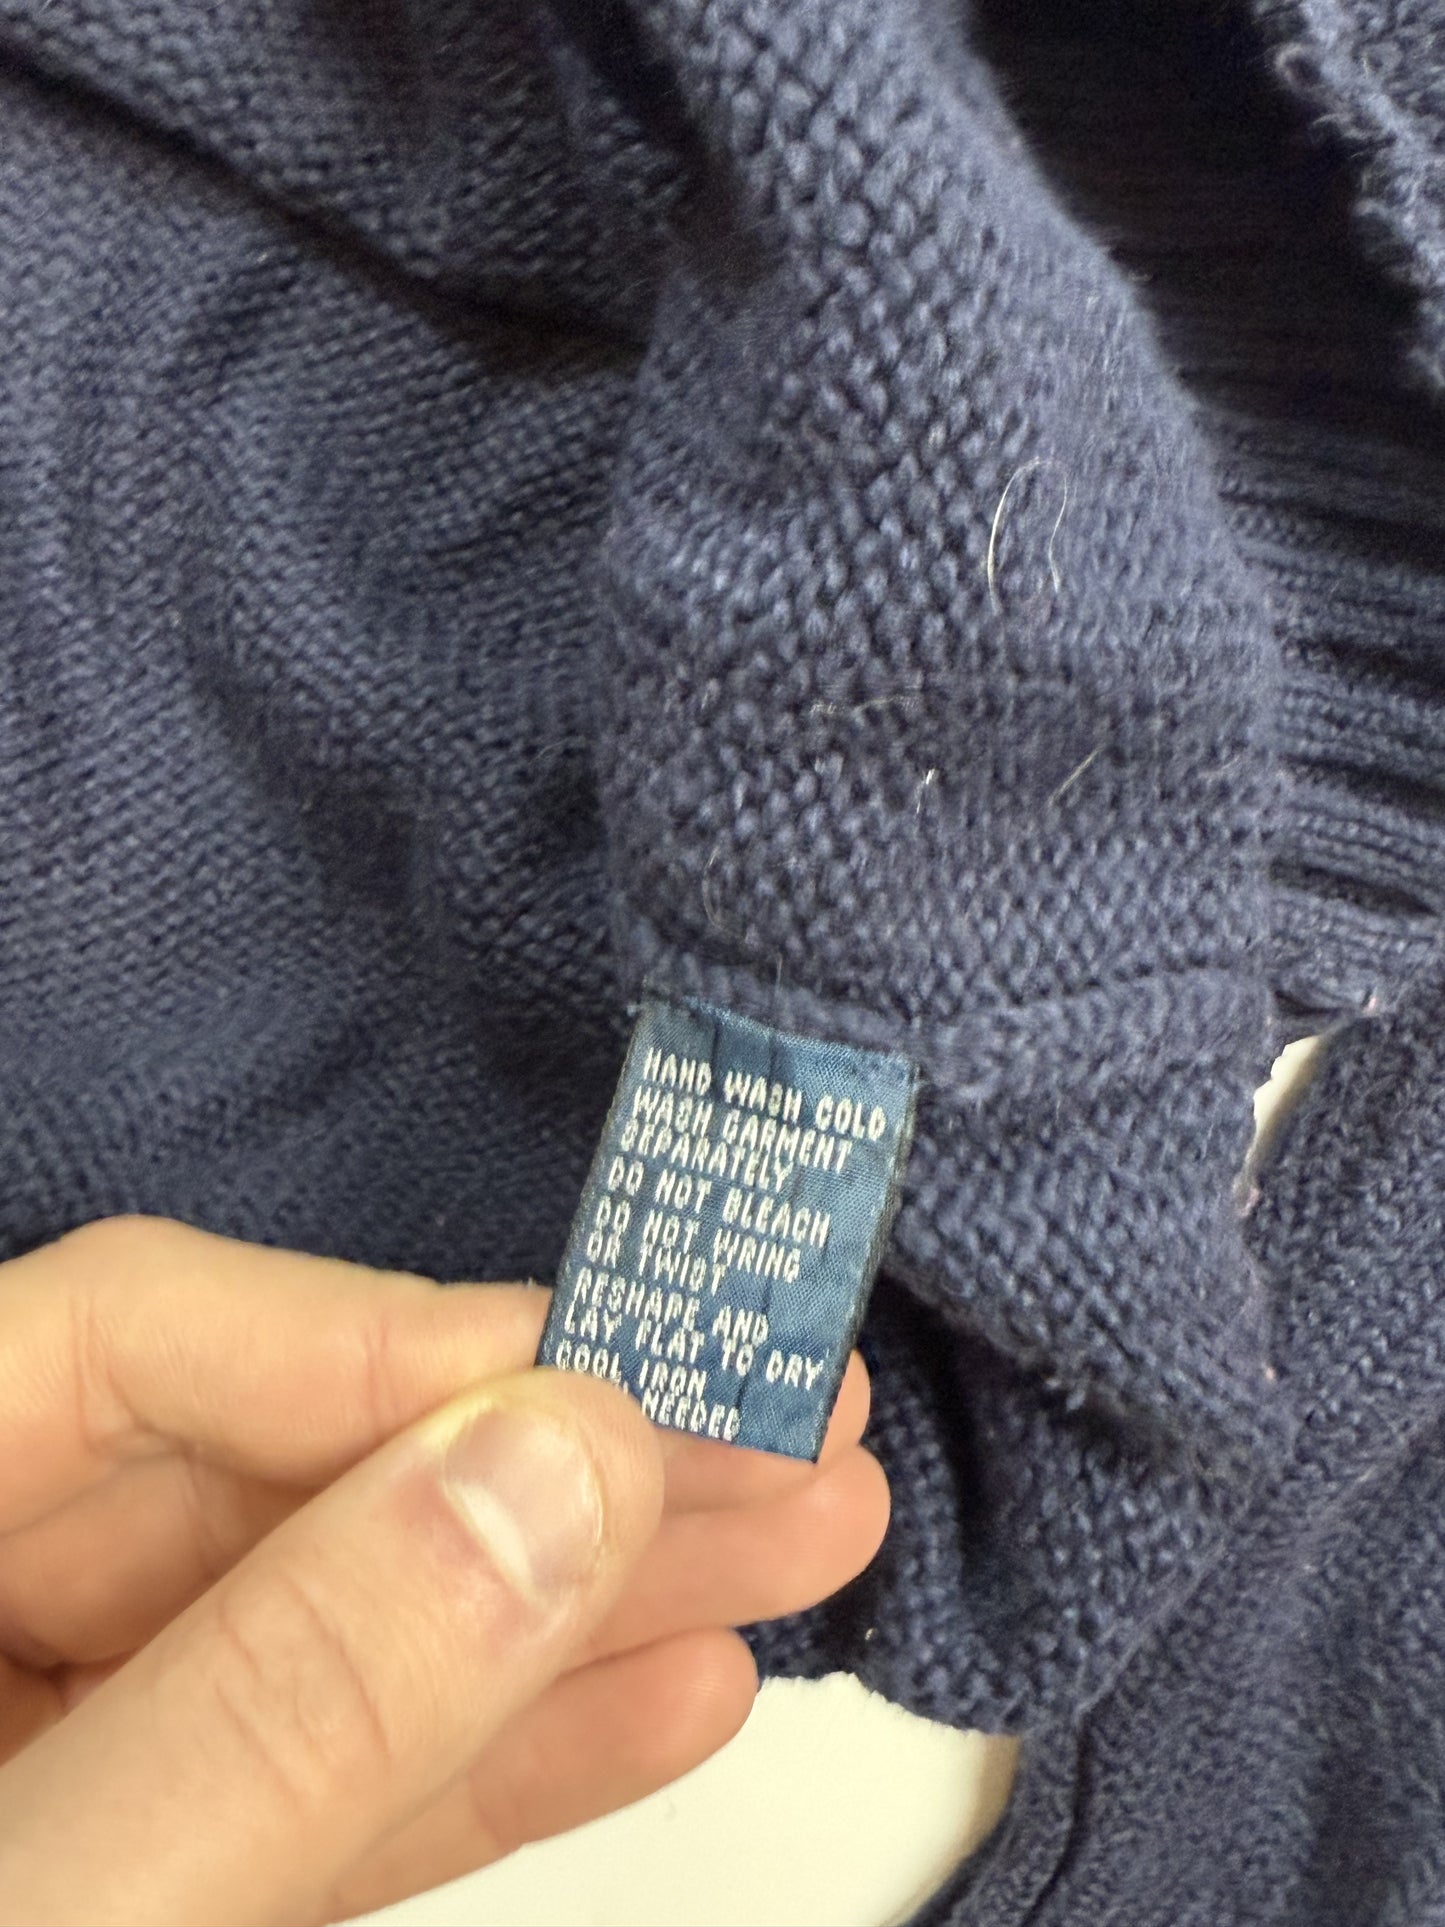 HAND WASH COLD
WASH GARMENT
SEPARATELY
DO NOT BLEACH
DO NOT WRING
OR TWIST
RESHAPE AND
LAY FLAT TO DRY
COOL IRON
NEEDED